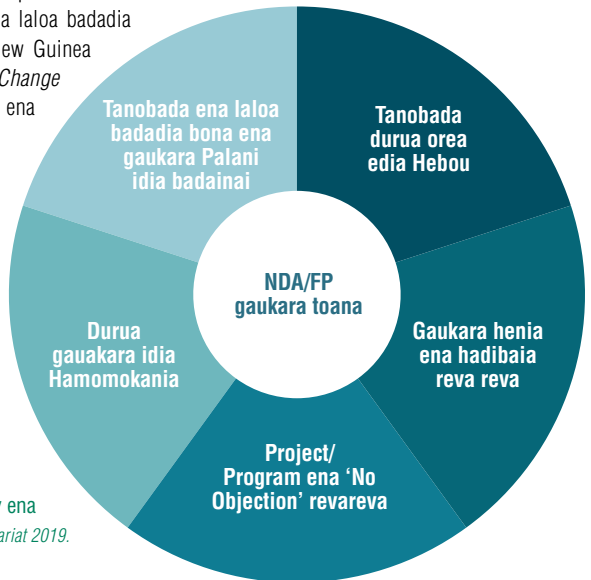 a laloa badadia
ew Guinea
Change
ena
Tanobada ena laloa
badadia bona ena
gaukara Palani
idia badainai
Tanobada
durua orea
edia Hebou
NDA/FP
gaukara toana
Durua
gauakara idia
Hamomokania
Gaukara henia
ena hadibaia
reva reva
Project/
Program ena ‘No
Objection’ revareva
ena
ariat 2019.